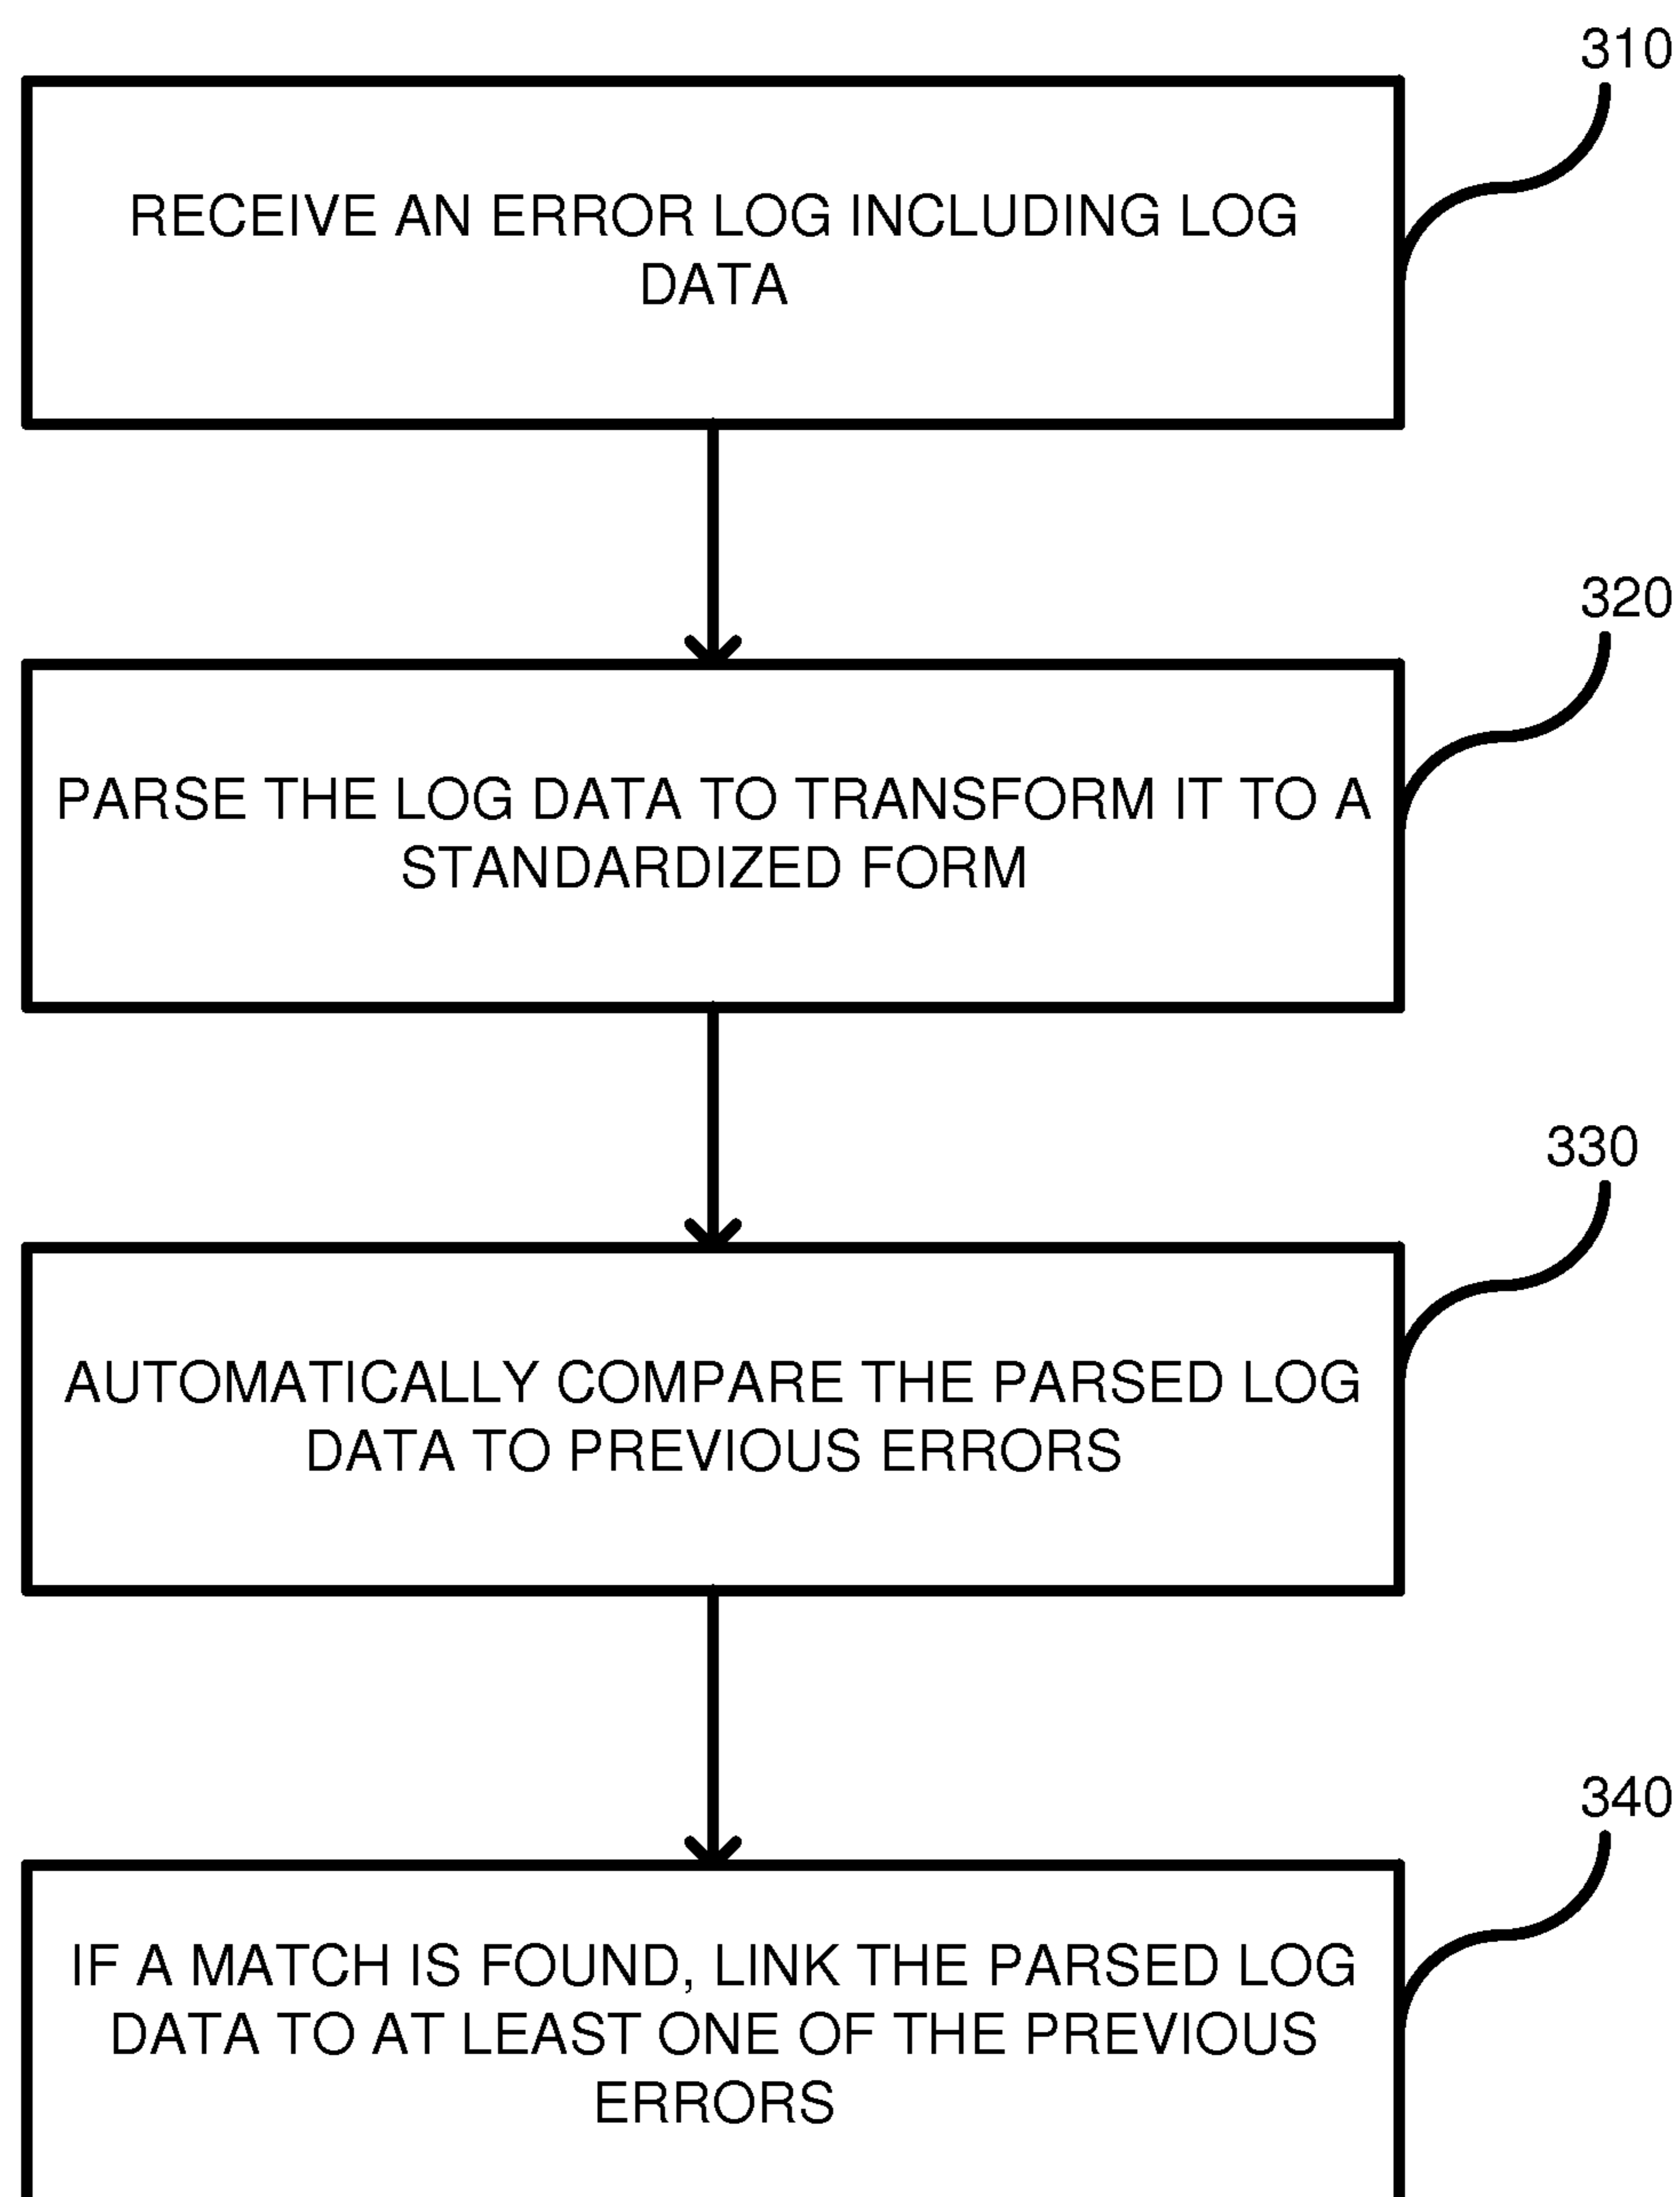 310
RECEIVE AN ERROR LOG INCLUDING LOG
DATA
320
PARSE THE LOG DATA TO TRANSFORM IT TO A
STANDARDIZED FORM
330
AUTOMATICALLY COMPARE THE PARSED LOG
DATA TO PREVIOUS ERRORS
340
IF A MATCH IS FOUND, LINK THE PARSED LOG
DATA TO AT LEAST ONE OF THE PREVIOUS
ERRORS